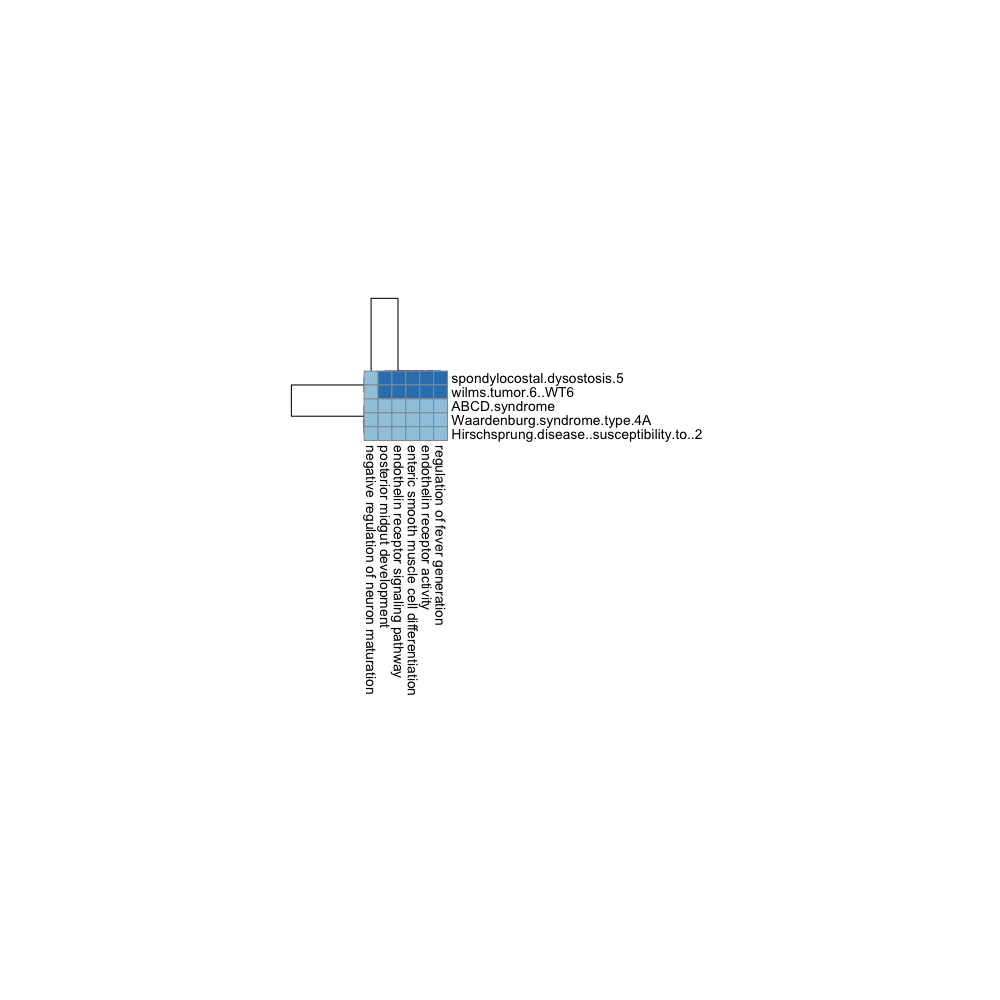 spondylocostal.dysostosis.5
wilms.tumor.6..WT6
ABCD.syndrome
Waardenburg.syndrome.type.4A
Hirschsprung.disease..susceptibility.to..2
negative regulation of neuron maturation
posterior midgut development
endothelin receptor signaling pathway
enteric smooth muscle cell differentiation
endothelin receptor activity
regulation of fever generation